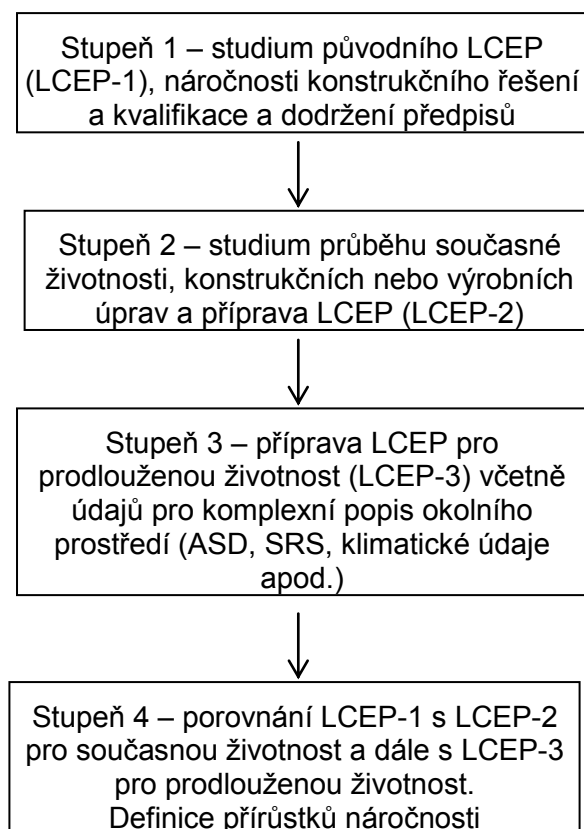 Stupeň 1 – studium původního LCEP
(LCEP-1), náročnosti konstrukčního řešení
a kvalifikace a dodržení předpisů
Stupeň 2 – studium průběhu současné
životnosti, konstrukčních nebo výrobních
úprav a příprava LCEP (LCEP-2)
Stupeň 3 – příprava LCEP pro
prodlouženou životnost (LCEP-3) včetně
údajů pro komplexní popis okolního
prostředí (ASD, SRS, klimatické údaje
apod.)
Stupeň 4 – porovnání LCEP-1 s LCEP-2
pro současnou životnost a dále s LCEP-3
pro prodlouženou životnost.
Definice přírůstků náročnosti